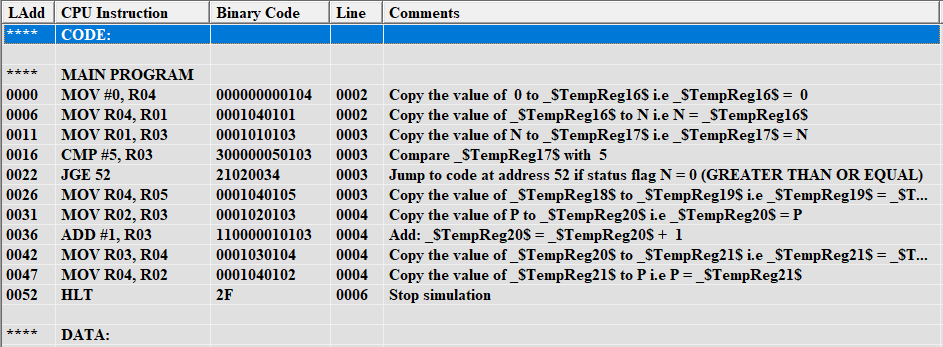 LAdd CPU Instruction Binary Code Line Comments
**** CODE:
**** MAIN PROGRAM
0000 MOV #0, R04 000000000104 0002 Copy the value of 0 to _$TempReg16$ i.e _$TempReg16$ = 0
0006 MOV R04, R01 0001040101 0002 Copy the value of _$TempReg16$ to N i.e N = _$TempReg16$
0011 MOV R01, R03 0001010103 0003 Copy the value of N to _$TempReg17$ i.e _$TempReg17$ = N
0016 CMP #5, R03 300000050103 0003 Compare _$TempReg17$ with 5
0022 JGE 52 21020034 0003 Jump to code at address 52 if status flag N = 0 (GREATER THAN OR EQUAL)
0026 MOV R04, R05 0001040105 0003 Copy the value of _$TempReg18$ to _$TempReg19$ i.e _$TempReg19$ = _$T...
0031 MOV R02, R03 0001020103 0004 Copy the value of P to _$TempReg20$ i.e _$TempReg20$ = P
0036 ADD #1, R03 110000010103 0004 Add: _$TempReg20$ = _$TempReg20$ + 1
0042 MOV R03, R04 0001030104 0004 Copy the value of _$TempReg20$ to _$TempReg21$ i.e _$TempReg21$ = _$T...
0047 MOV R04, R02 0001040102 0004 Copy the value of _$TempReg21$ to P i.e P = _$TempReg21$
0052 HLT 2F 0006 Stop simulation
**** DATA: